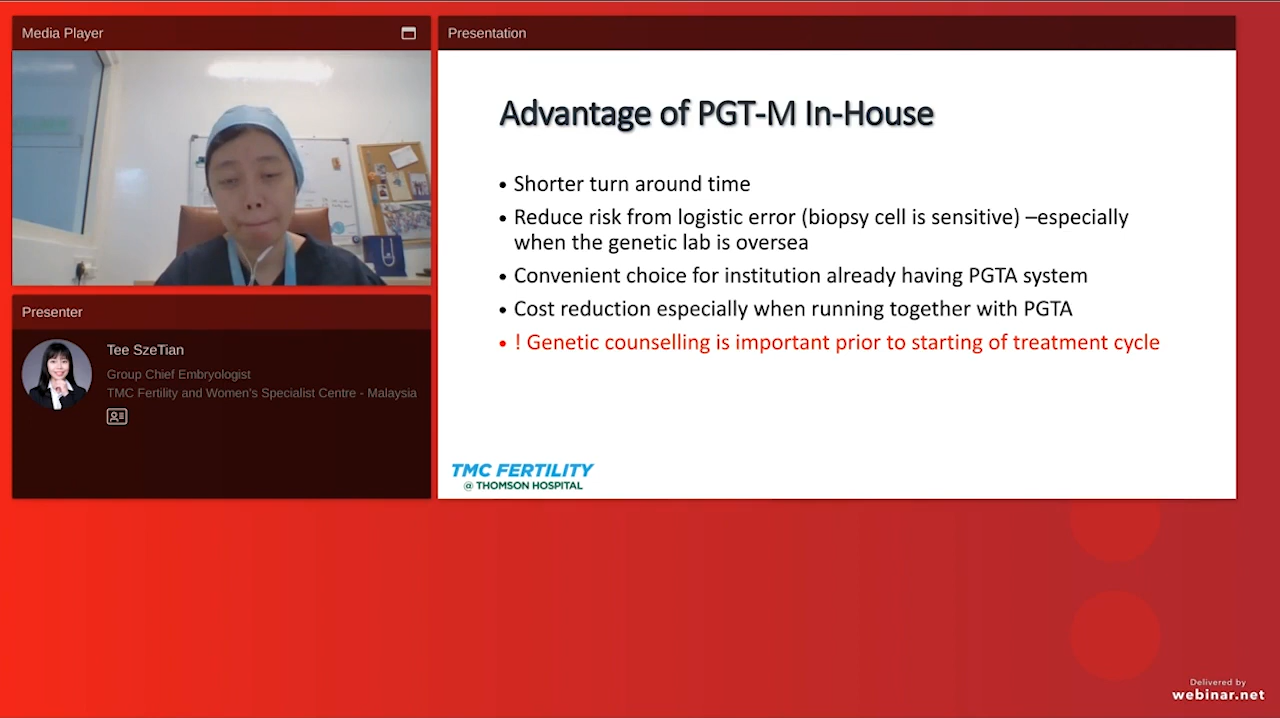 Media Player
Presentation
Advantage of PGT-M In-House
• Shorter turn around time
• Reduce risk from logistic error (biopsy cell is sensitive) –especially
when the genetic lab is oversea
• Convenient choice for institution already having PGTA system
• Cost reduction especially when running together with PGTA
• ! Genetic counselling is important prior to starting of treatment cycle
TMC FERTILITY
@ THOMSON HOSPITAL
Presenter
Tee SzeTian
Group Chief Embryologist
TMC Fertility and Women's Specialist Centre - Malaysia
Delivered by
webinar.net